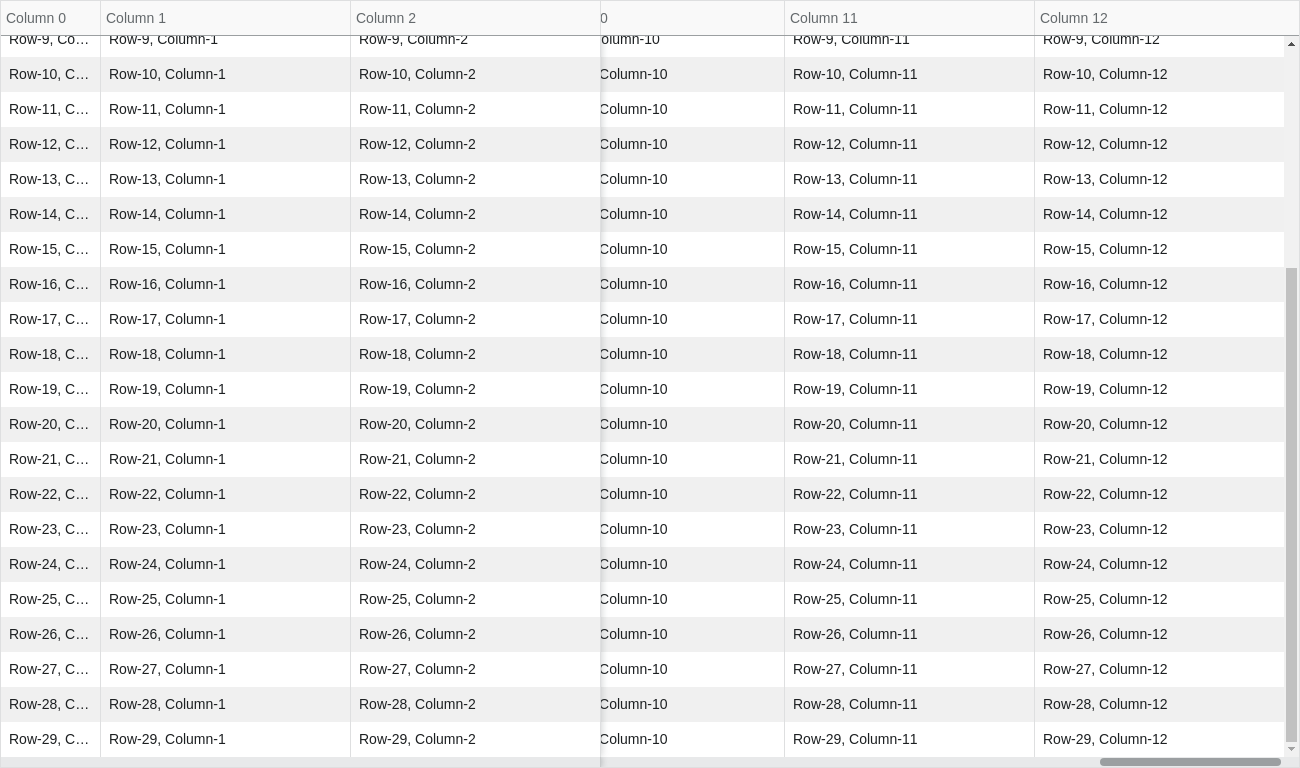 Column 0 Column 1 Column 2 0 Column 11 Column 12
Row-9, Co… Row-9, Column-1 Row-9, Column-2 olumn-10 Row-9, Column-11 Row-9, Column-12
Row-10, C… Row-10, Column-1 Row-10, Column-2 Column-10 Row-10, Column-11 Row-10, Column-12
Row-11, C… Row-11, Column-1 Row-11, Column-2 Column-10 Row-11, Column-11 Row-11, Column-12
Row-12, C… Row-12, Column-1 Row-12, Column-2 Column-10 Row-12, Column-11 Row-12, Column-12
Row-13, C… Row-13, Column-1 Row-13, Column-2 Column-10 Row-13, Column-11 Row-13, Column-12
Row-14, C… Row-14, Column-1 Row-14, Column-2 Column-10 Row-14, Column-11 Row-14, Column-12
Row-15, C… Row-15, Column-1 Row-15, Column-2 Column-10 Row-15, Column-11 Row-15, Column-12
Row-16, C… Row-16, Column-1 Row-16, Column-2 Column-10 Row-16, Column-11 Row-16, Column-12
Row-17, C… Row-17, Column-1 Row-17, Column-2 Column-10 Row-17, Column-11 Row-17, Column-12
Row-18, C… Row-18, Column-1 Row-18, Column-2 Column-10 Row-18, Column-11 Row-18, Column-12
Row-19, C… Row-19, Column-1 Row-19, Column-2 Column-10 Row-19, Column-11 Row-19, Column-12
Row-20, C… Row-20, Column-1 Row-20, Column-2 Column-10 Row-20, Column-11 Row-20, Column-12
Row-21, C… Row-21, Column-1 Row-21, Column-2 Column-10 Row-21, Column-11 Row-21, Column-12
Row-22, C… Row-22, Column-1 Row-22, Column-2 Column-10 Row-22, Column-11 Row-22, Column-12
Row-23, C… Row-23, Column-1 Row-23, Column-2 Column-10 Row-23, Column-11 Row-23, Column-12
Row-24, C… Row-24, Column-1 Row-24, Column-2 Column-10 Row-24, Column-11 Row-24, Column-12
Row-25, C… Row-25, Column-1 Row-25, Column-2 Column-10 Row-25, Column-11 Row-25, Column-12
Row-26, C… Row-26, Column-1 Row-26, Column-2 Column-10 Row-26, Column-11 Row-26, Column-12
Row-27, C… Row-27, Column-1 Row-27, Column-2 Column-10 Row-27, Column-11 Row-27, Column-12
Row-28, C… Row-28, Column-1 Row-28, Column-2 Column-10 Row-28, Column-11 Row-28, Column-12
Row-29, C… Row-29, Column-1 Row-29, Column-2 Column-10 Row-29, Column-11 Row-29, Column-12